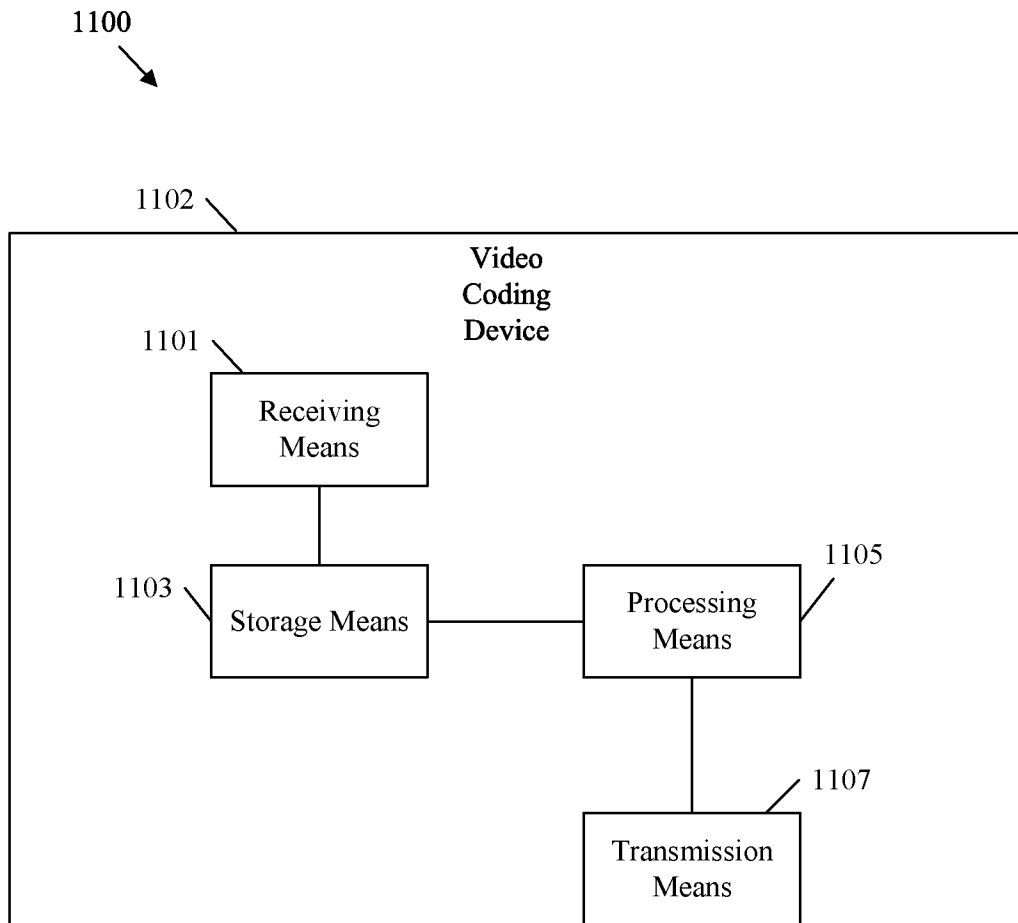 1100
1102
Video
Coding
Device
1101
Receiving
Means
1103
Storage Means
1105
Processing
Means
1107
Transmission
Means